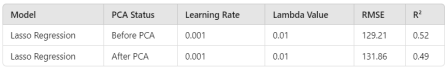 Model PCA Status Learning Rate Lambda Value RMSE R²
Lasso Regression Before PCA 0.001 0.01 129.21 0.52
Lasso Regression After PCA 0.001 0.01 131.86 0.49